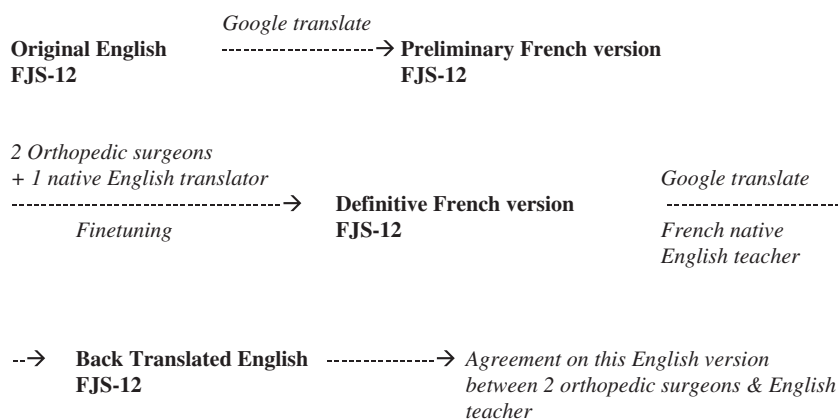 Google translate
Original English --------------------→ Preliminary French version
FJS-12 FJS-12
2 Orthopedic surgeons
+ 1 native English translator Google translate
--------------------------------→ Definitive French version --------------------
Finetuning FJS-12 French native
English teacher
--→ Back Translated English --------------→ Agreement on this English version
FJS-12 between 2 orthopedic surgeons & English
teacher